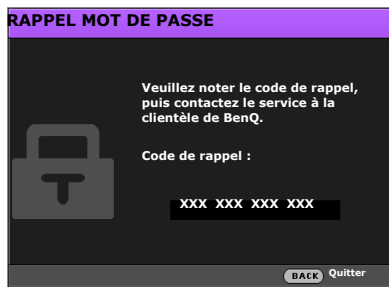 RAPPEL MOT DE PASSE
Veuillez noter le code de rappel,
puis contactez le service à la
clientèle de BenQ.
Code de rappel :
XXX XXX XXX XXX
BACK Quitter